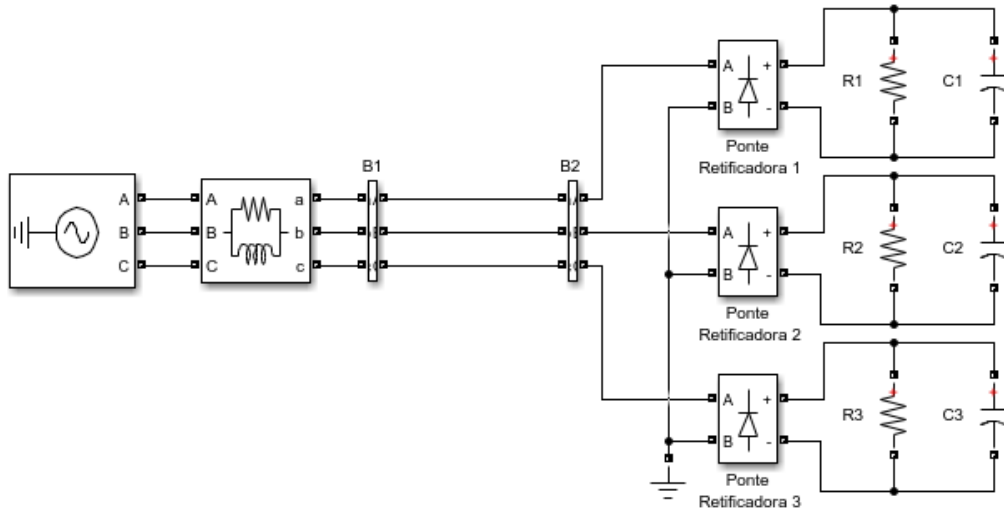 A
B
C
A
B
C
a
b
c
B1
B2
A
B
+
-
Ponte
Retificadora 1
R1
C1
A
B
+
-
Ponte
Retificadora 2
R2
C2
A
B
+
-
Ponte
Retificadora 3
R3
C3